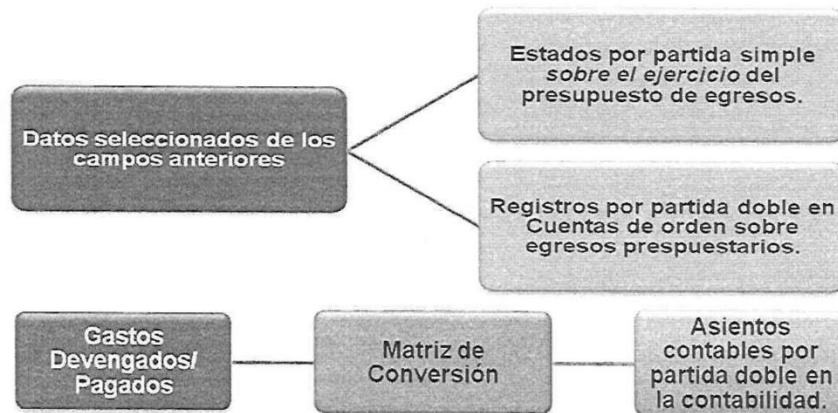 Datos seleccionados de los
campos anteriores
Estados por partida simple
sobre el ejercicio del
presupuesto de egresos.
Registros por partida doble en
Cuentas de orden sobre
egresos prespuestarios.
Gastos
Devengados/
Pagados
Matriz de
Conversión
Asientos
contables por
partida doble en
la contabilidad.